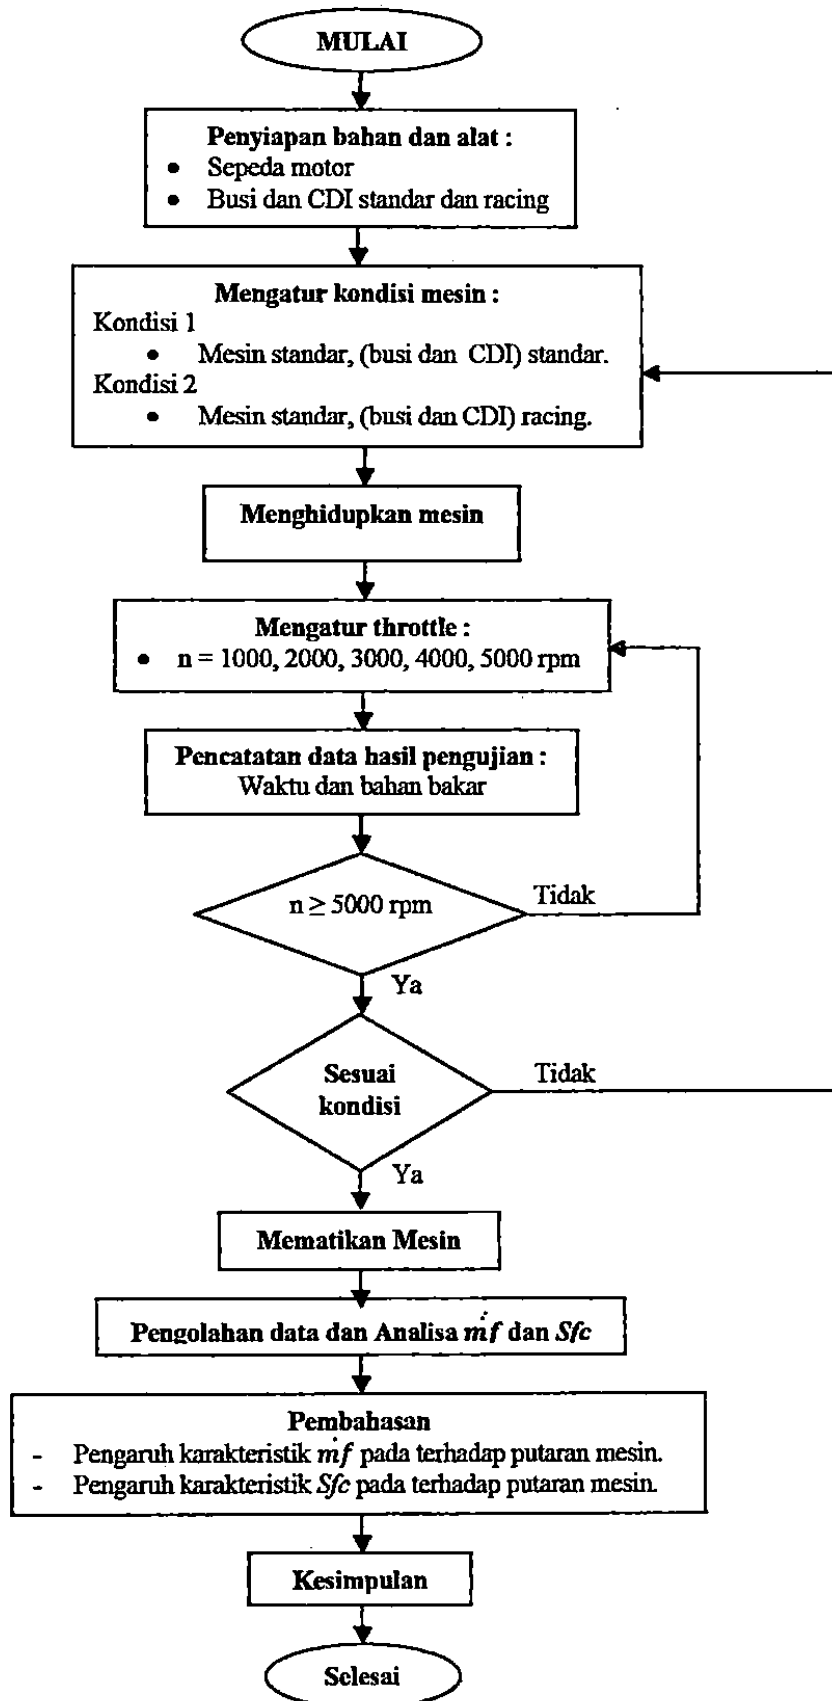 MULAI
Penyiapan bahan dan alat :
• Sepeda motor
• Busi dan CDI standar dan racing
Mengatur kondisi mesin :
Kondisi 1
• Mesin standar, (busi dan CDI) standar.
Kondisi 2
• Mesin standar, (busi dan CDI) racing.
Menghidupkan mesin
Mengatur throttle :
• n = 1000, 2000, 3000, 4000, 5000 rpm
Pencatatan data hasil pengujian :
Waktu dan bahan bakar
n ≥ 5000 rpm
Tidak
Ya
Sesuai
kondisi
Tidak
Ya
Mematikan Mesin
Pengolahan data dan Analisa ṁf dan Sfc
Pembahasan
- Pengaruh karakteristik ṁf pada terhadap putaran mesin.
- Pengaruh karakteristik Sfc pada terhadap putaran mesin.
Kesimpulan
Selesai